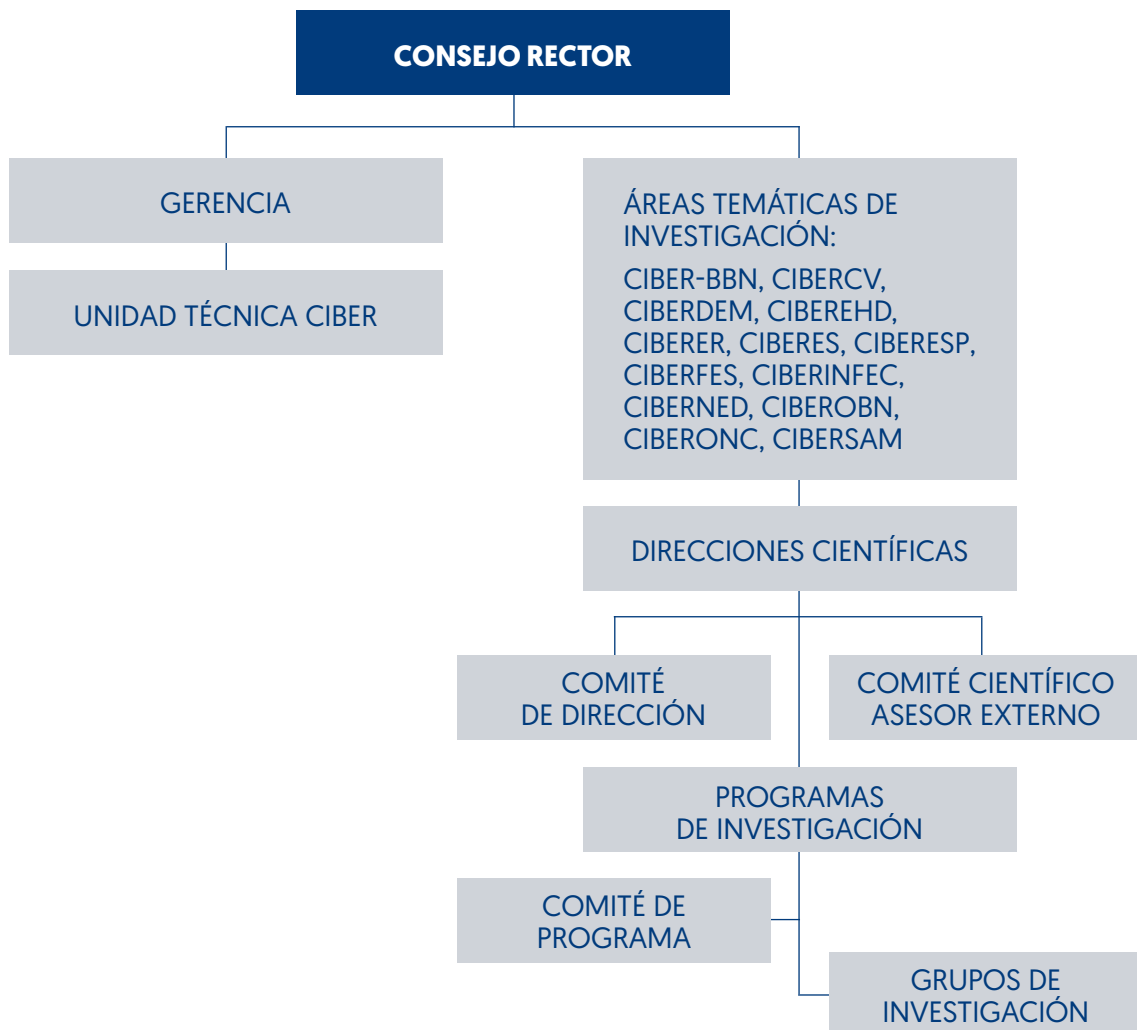 CONSEJO RECTOR
GERENCIA
UNIDAD TÉCNICA CIBER
ÁREAS TEMÁTICAS DE
INVESTIGACIÓN:
CIBER-BBN, CIBERCV,
CIBERDEM, CIBEREHD,
CIBERER, CIBERES, CIBERESP,
CIBERFES, CIBERINFEC,
CIBERNED, CIBEROBN,
CIBERONC, CIBERSAM
DIRECCIONES CIENTÍFICAS
COMITÉ
DE DIRECCIÓN
COMITÉ CIENTÍFICO
ASESOR EXTERNO
PROGRAMAS
DE INVESTIGACIÓN
COMITÉ DE
PROGRAMA
GRUPOS DE
INVESTIGACIÓN